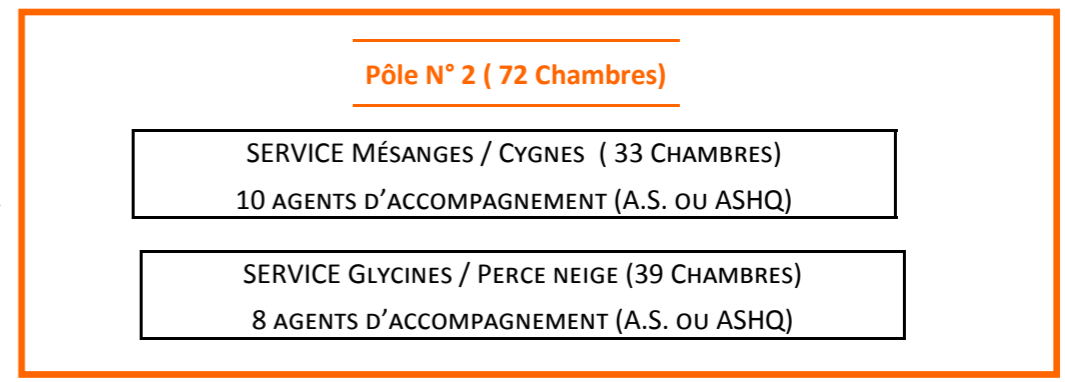 Pôle N° 2 ( 72 Chambres)
SERVICE MÉSANGES / CYGNES ( 33 CHAMBRES)
10 AGENTS D’ACCOMPAGNEMENT (A.S. OU ASHQ)
SERVICE GLYCINES / PERCE NEIGE (39 CHAMBRES)
8 AGENTS D’ACCOMPAGNEMENT (A.S. OU ASHQ)